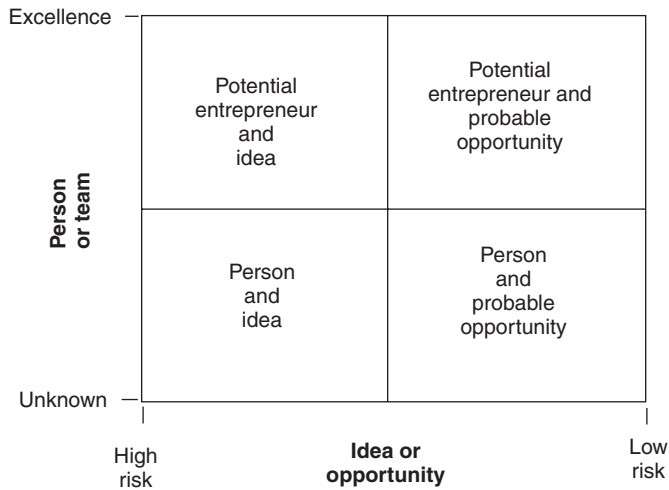 Excellence
Potential
entrepreneur
and
idea
Potential
entrepreneur and
probable
opportunity
Person
or team
Person
and
idea
Person
and
probable
opportunity
Unknown
High
risk
Idea or
opportunity
Low
risk